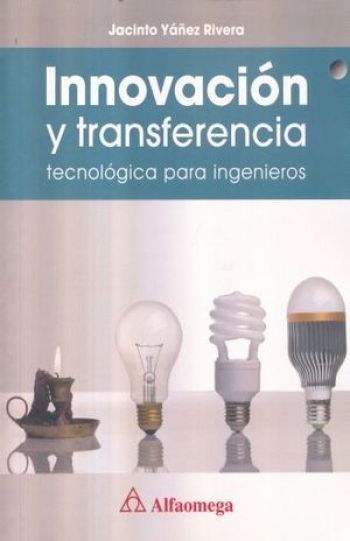 Jacinto Yáñez Rivera
Innovación
y transferencia
tecnológica para ingenieros
Alfaomega